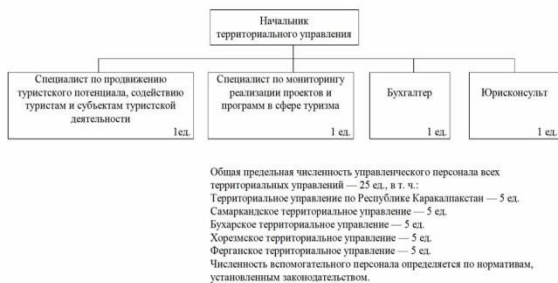 Начальник
территориального управления
Специалист по продвижению
туристского потенциала, содействию
туристам и субъектам туристской
деятельности
1ед.
Специалист по мониторингу
реализации проектов и
программ в сфере туризма
1 ед.
Бухгалтер
1 ед.
Юрисконсульт
1 ед.
Общая предельная численность управленческого персонала всех
территориальных управлений — 25 ед., в т. ч.:
Территориальное управление по Республике Каракалпакстан — 5 ед.
Самаркандское территориальное управление — 5 ед.
Бухарское территориальное управление — 5 ед.
Хорезмское территориальное управление — 5 ед.
Ферганское территориальное управление — 5 ед.
Численность вспомогательного персонала определяется по нормативам,
установленным законодательством.